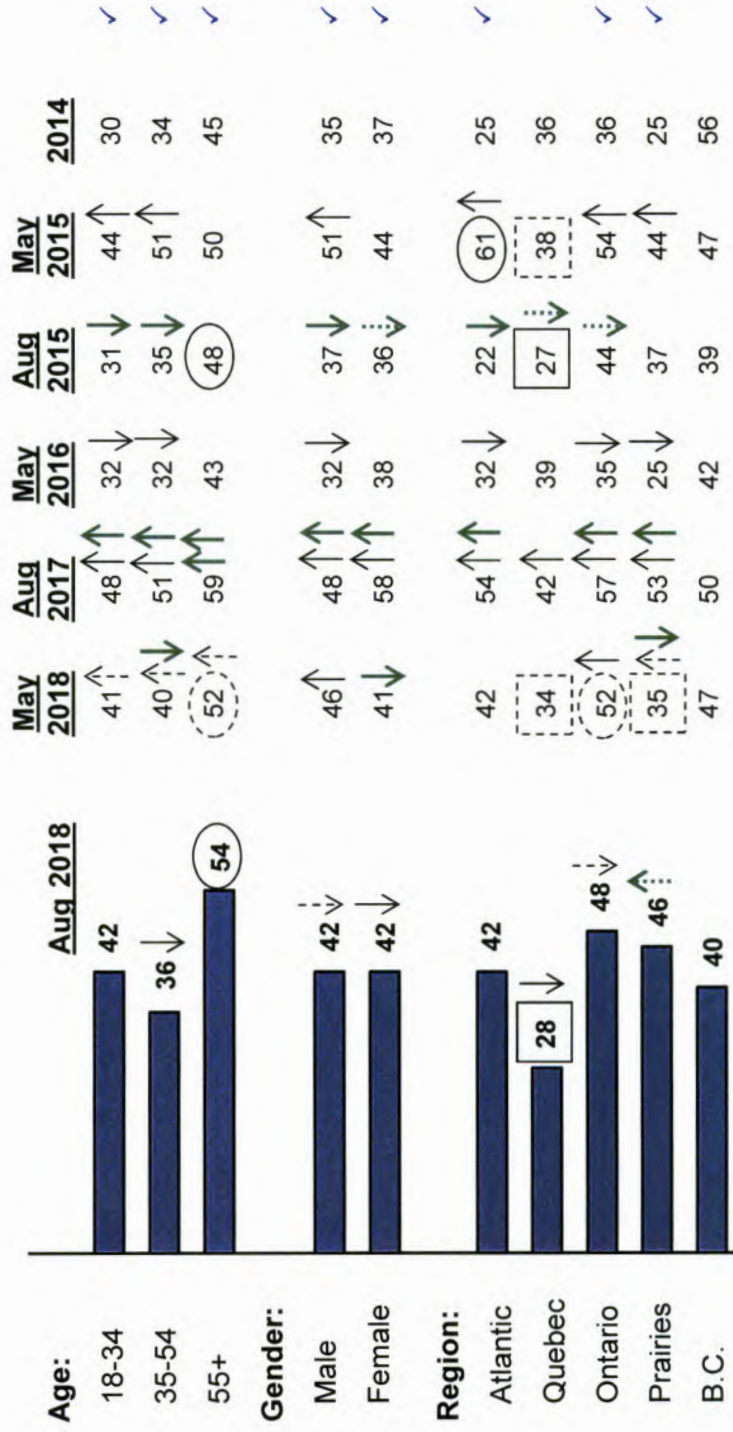 Aug 2018 May 2018 Aug 2017 May 2016 Aug 2015 May 2015 2014
Age:
18-34 42 41 48 32 31 44 30 ✓
35-54 36 40 51 32 35 51 34 ✓
55+ 54 52 59 43 48 50 45 ✓
Gender:
Male 42 46 48 32 37 51 35 ✓
Female 42 41 58 38 36 44 37 ✓
Region:
Atlantic 42 42 54 32 22 61 25 ✓
Quebec 28 34 42 39 27 38 36
Ontario 48 52 57 35 44 54 36 ✓
Prairies 46 35 53 25 37 44 25 ✓
B.C. 40 47 50 42 39 47 56